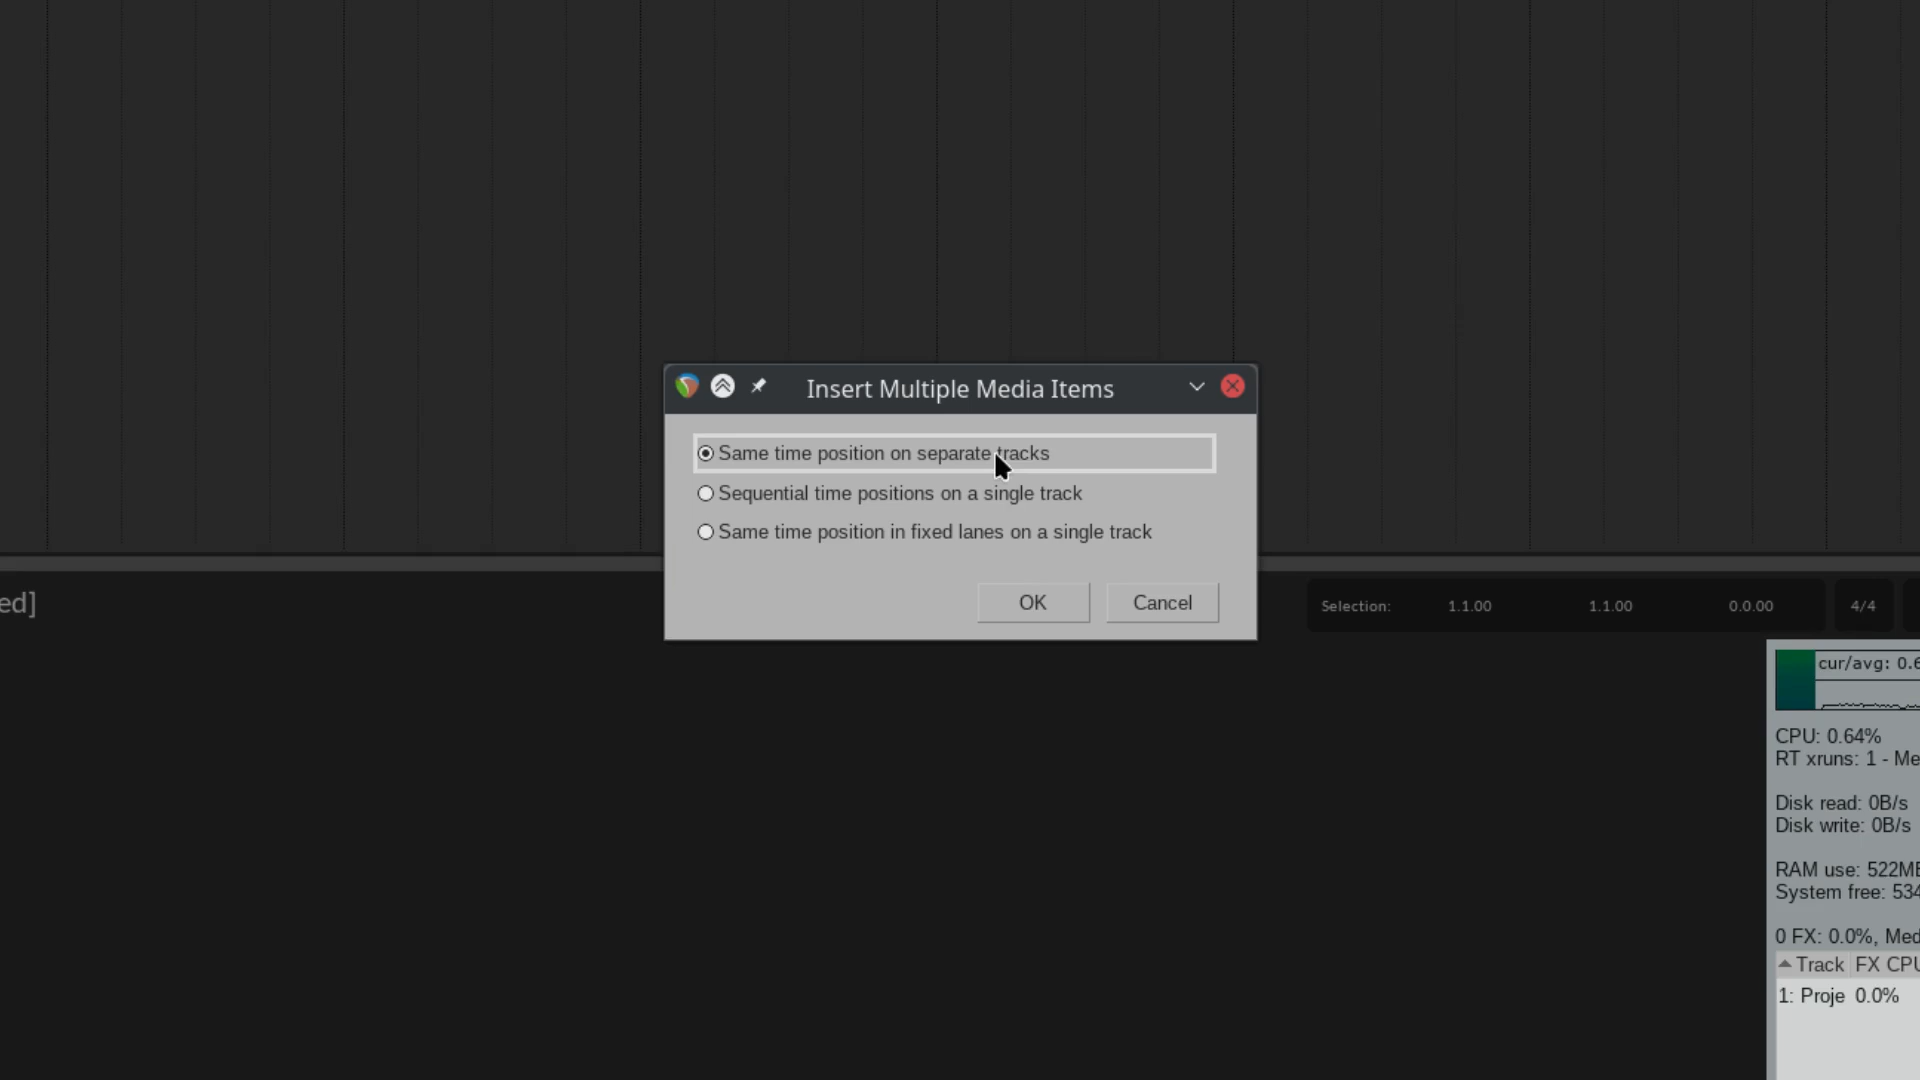 Insert Multiple Media Items
Same time position on separate tracks
Sequential time positions on a single track
Same time position in fixed lanes on a single track
OK Cancel
ed]
Selection: 1.1.00 1.1.00 0.0.00 4/4
cur/avg: 0.6
CPU: 0.64%
RT xruns: 1 - Me
Disk read: 0B/s
Disk write: 0B/s
RAM use: 522ME
System free: 534
0 FX: 0.0%, Med
Track FX CPU
1: Proje 0.0%